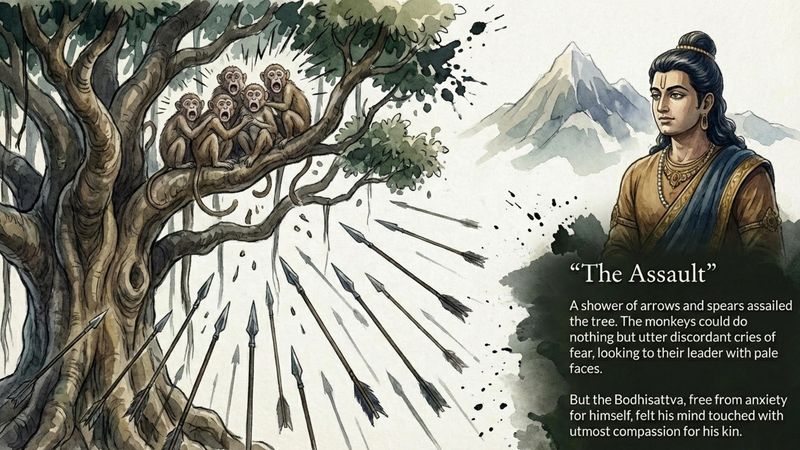 “The Assault”
A shower of arrows and spears assailed
the tree. The monkeys could do
nothing but utter discordant cries of
fear, looking to their leader with pale
faces.
But the Bodhisattva, free from anxiety
for himself, felt his mind touched with
utmost compassion for his kin.